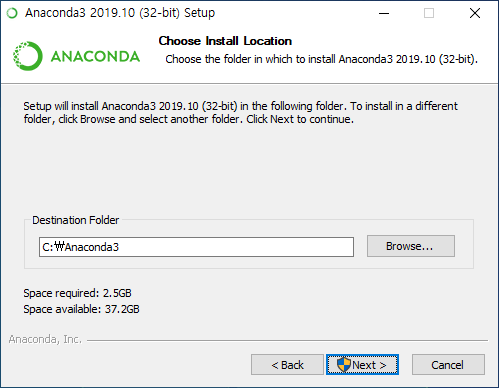 Anaconda3 2019.10 (32-bit) Setup
ANACONDA
Choose Install Location
Choose the folder in which to install Anaconda3 2019.10 (32-bit).
Setup will install Anaconda3 2019.10 (32-bit) in the following folder. To install in a different
folder, click Browse and select another folder. Click Next to continue.
Destination Folder
C:₩Anaconda3
Browse...
Space required: 2.5GB
Space available: 37.2GB
Anaconda, Inc.
< Back
Next >
Cancel